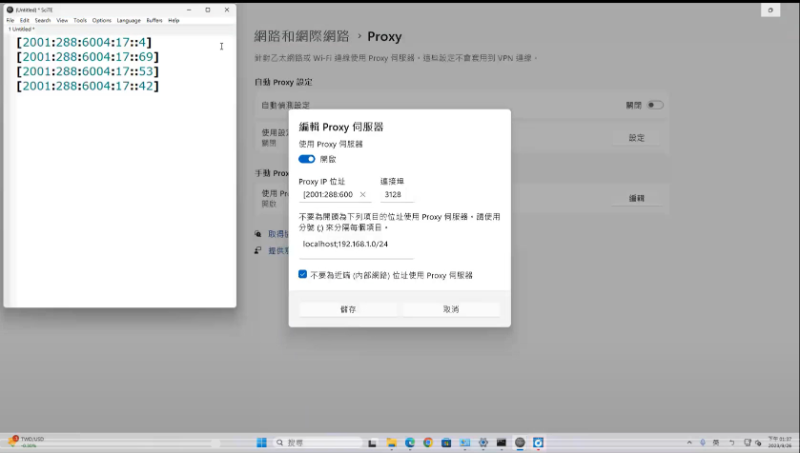 [Untitled] * SciTE
File Edit Search View Tools Options Language Buffers Help
1 Untitled *
[2001:288:6004:17::4]
[2001:288:6004:17::69]
[2001:288:6004:17::53]
[2001:288:6004:17::42]
網路和網際網路 › Proxy
針對乙太網路或 Wi-Fi 連線使用 Proxy 伺服器。這些設定不會套用到 VPN 連線。
自動 Proxy 設定
自動偵測設定
關閉
使用設
關閉
設定
手動 Prox
使用 Pr
開啟
編輯
取得協
提供意
編輯 Proxy 伺服器
使用 Proxy 伺服器
開啟
Proxy IP 位址 連接埠
[2001:288:600 3128
不要為開頭為下列項目的位址使用 Proxy 伺服器。請使用
分號 (;) 來分隔每個項目。
localhost;192.168.1.0/24
不要為近端 (內部網路) 位址使用 Proxy 伺服器
儲存 取消
TWD/USD
搜尋
英
下午 01:07